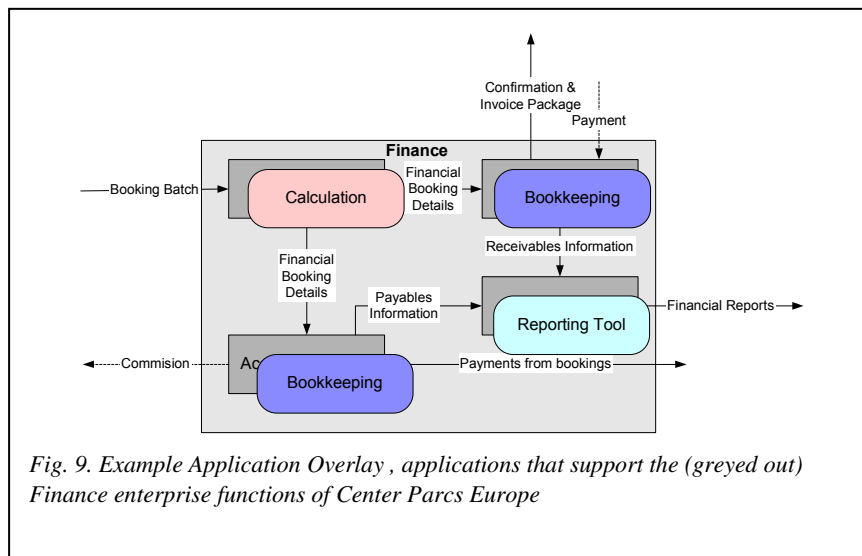 Confirmation &
Invoice Package
Payment
Finance
Booking Batch
Calculation
Financial
Booking
Details
Bookkeeping
Financial
Booking
Details
Receivables Information
Payables
Information
Reporting Tool
Financial Reports
Commision
Bookkeeping
Payments from bookings
Fig. 9. Example Application Overlay , applications that support the (greyed out)
Finance enterprise functions of Center Parcs Europe